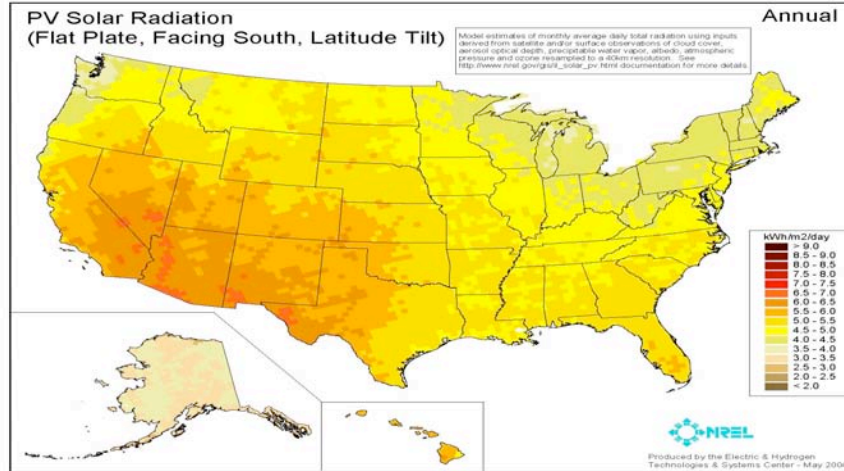 PV Solar Radiation
(Flat Plate, Facing South, Latitude Tilt)
Annual
Model estimates of monthly average daily total radiation using inputs
derived from satellite and/or surface observations of cloud cover,
aerosol optical depth, precipitable water vapor, albedo, atmospheric
pressure and ozone resampled to a 40km resolution. See
http://www.nrel.gov/gis/il_solar_pv.html documentation for more details.
kWh/m2/day
> 9.0
8.5 - 9.0
8.0 - 8.5
7.5 - 8.0
7.0 - 7.5
6.5 - 7.0
6.0 - 6.5
5.5 - 6.0
5.0 - 5.5
4.5 - 5.0
4.0 - 4.5
3.5 - 4.0
3.0 - 3.5
2.5 - 3.0
2.0 - 2.5
< 2.0
NREL
Produced by the Electric & Hydrogen
Technologies & Systems Center - May